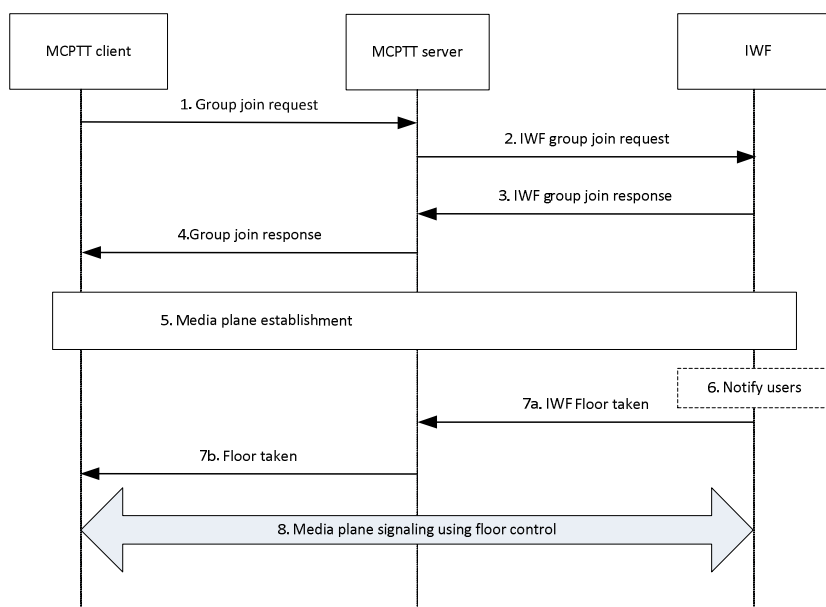 MCPTT client
MCPTT server
IWF
1. Group join request
2. IWF group join request
3. IWF group join response
4.Group join response
5. Media plane establishment
6. Notify users
7a. IWF Floor taken
7b. Floor taken
8. Media plane signaling using floor control